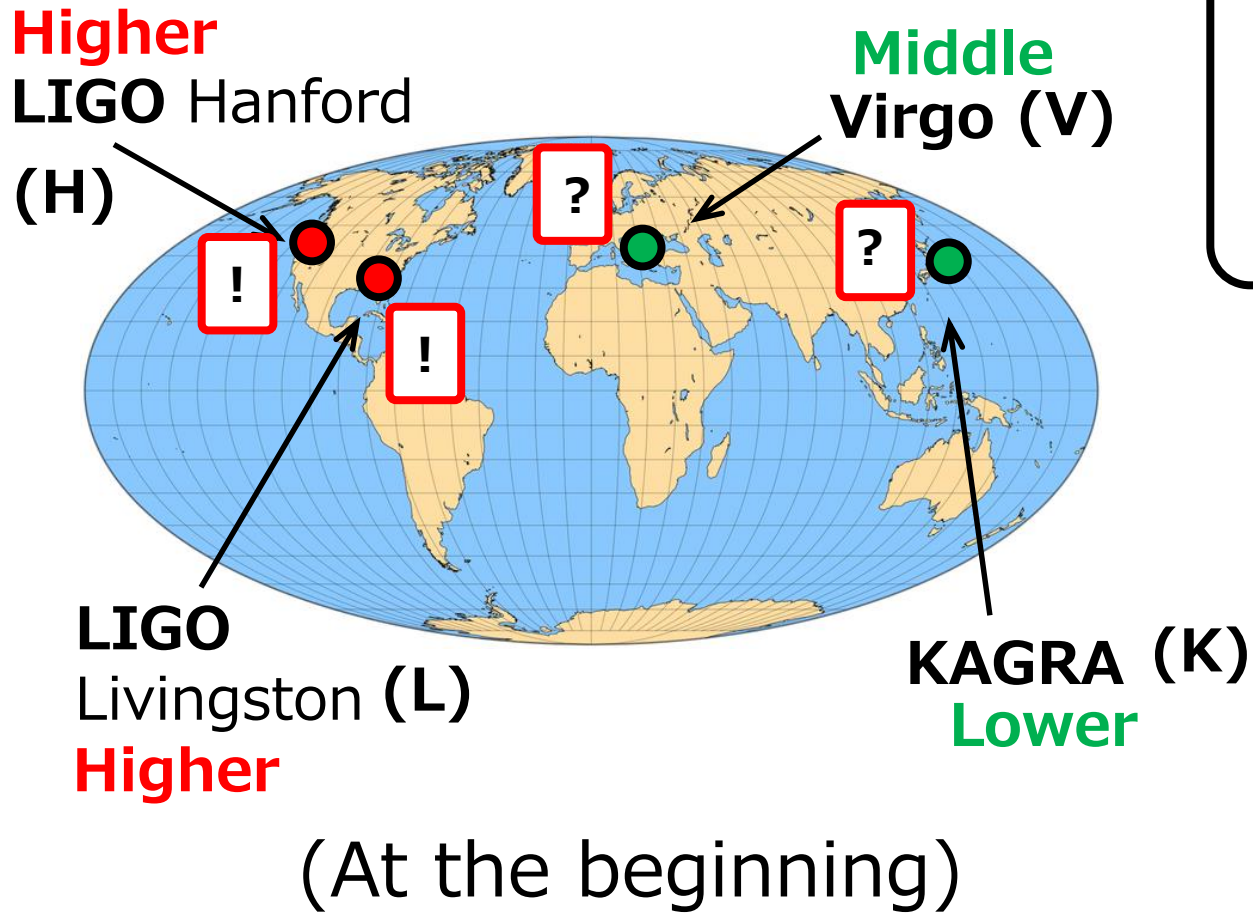 Higher
LIGO Hanford
(H)
Middle
Virgo (V)
?
?
!
!
LIGO
Livingston (L)
Higher
KAGRA (K)
Lower
(At the beginning)